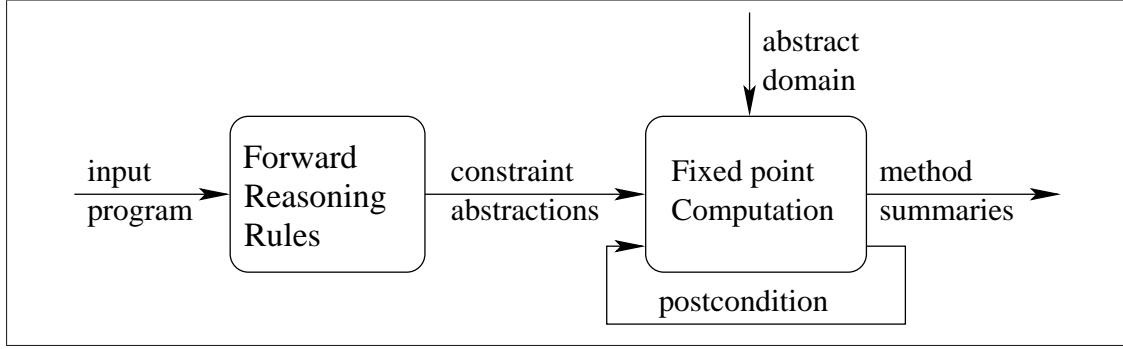 input
program
Forward
Reasoning
Rules
constraint
abstractions
abstract
domain
Fixed point
Computation
method
summaries
postcondition